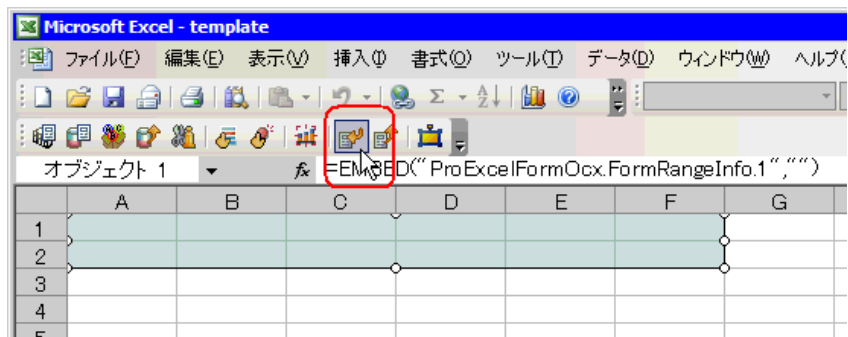 Microsoft Excel - template
ファイル(F) 編集(E) 表示(V) 挿入(I) 書式(O) ツール(T) データ(D) ウィンドウ(W) ヘルプ(
オブジェクト 1 fx =EMBED("ProExcelFormOcx.FormRangeInfo.1","")
A B C D E F G
1
2
3
4